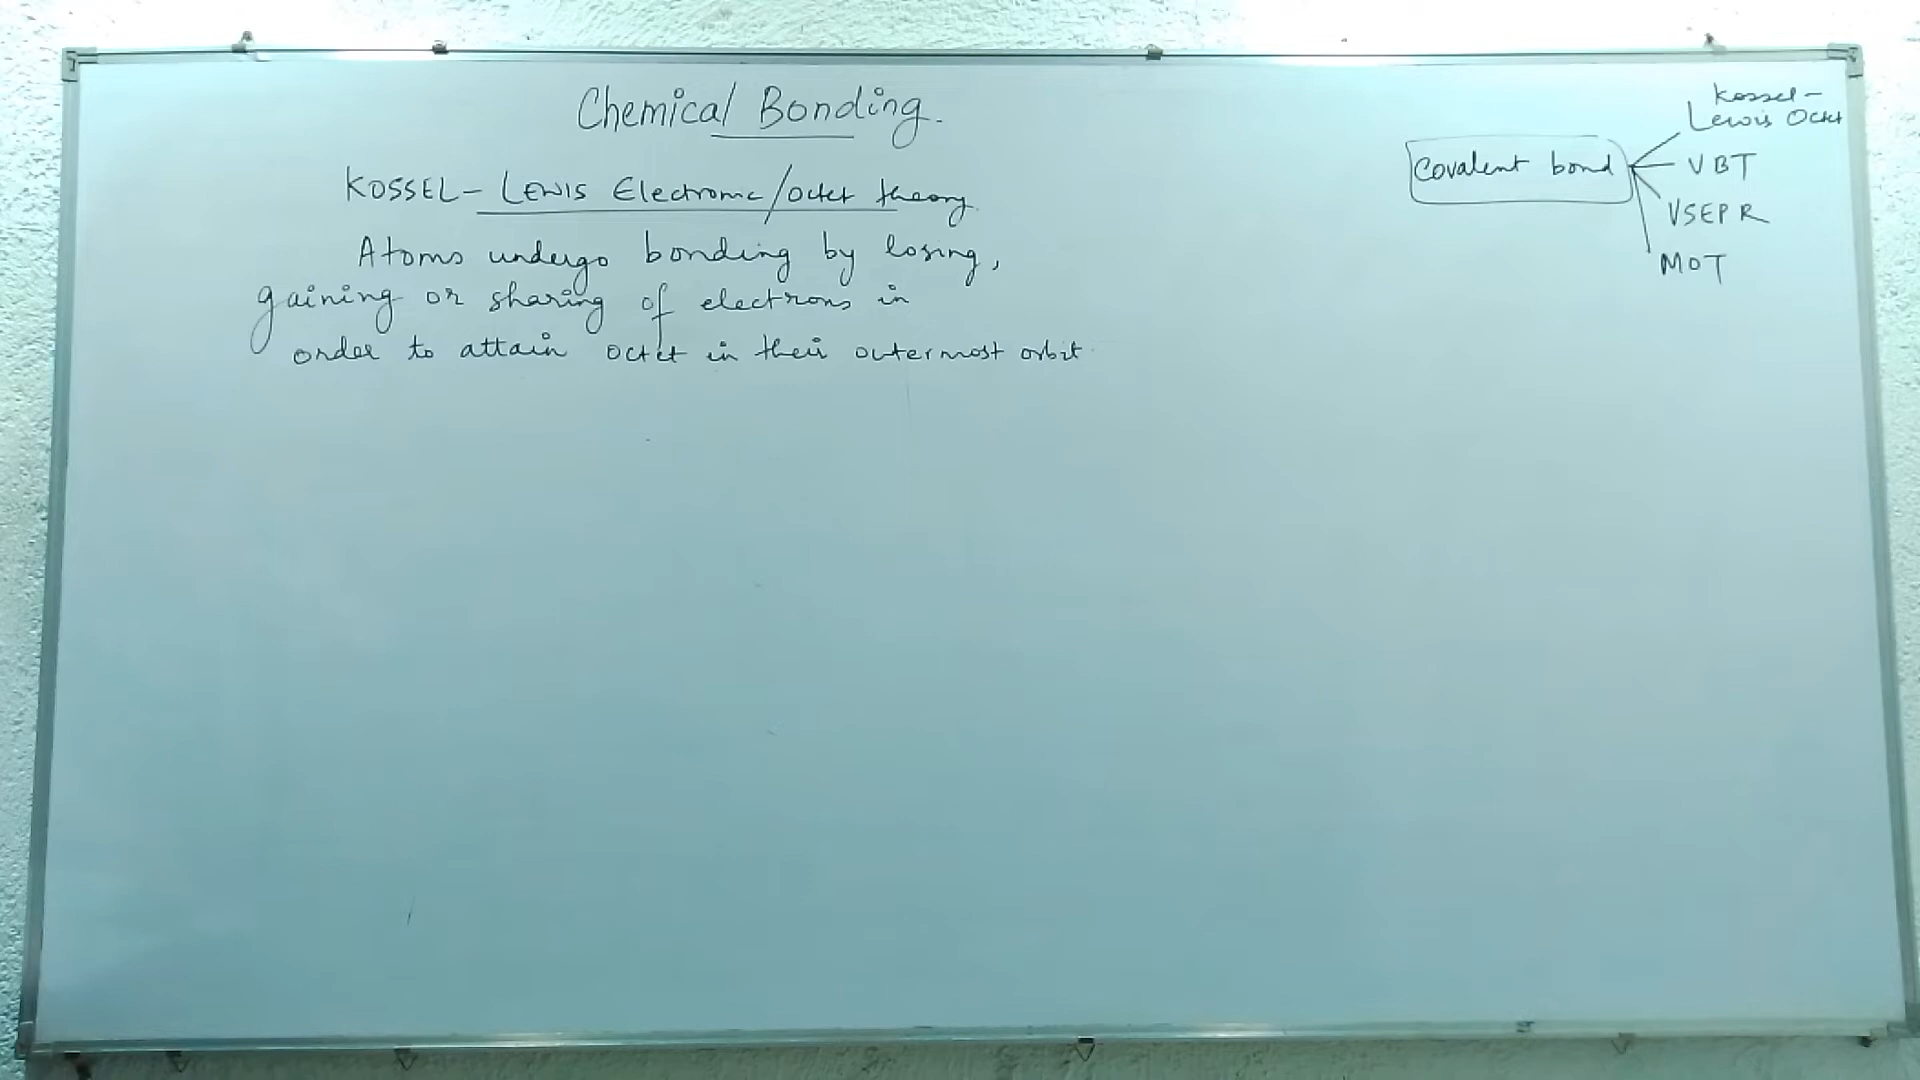 Chemical Bonding.
KOSSEL - LEWIS Electronic/octet theory.
Atoms undergo bonding by losing,
gaining or sharing of electrons in
order to attain octet in their outermost orbit.
Covalent bond
Kossel -
Lewis Octet
VBT
VSEPR
MOT